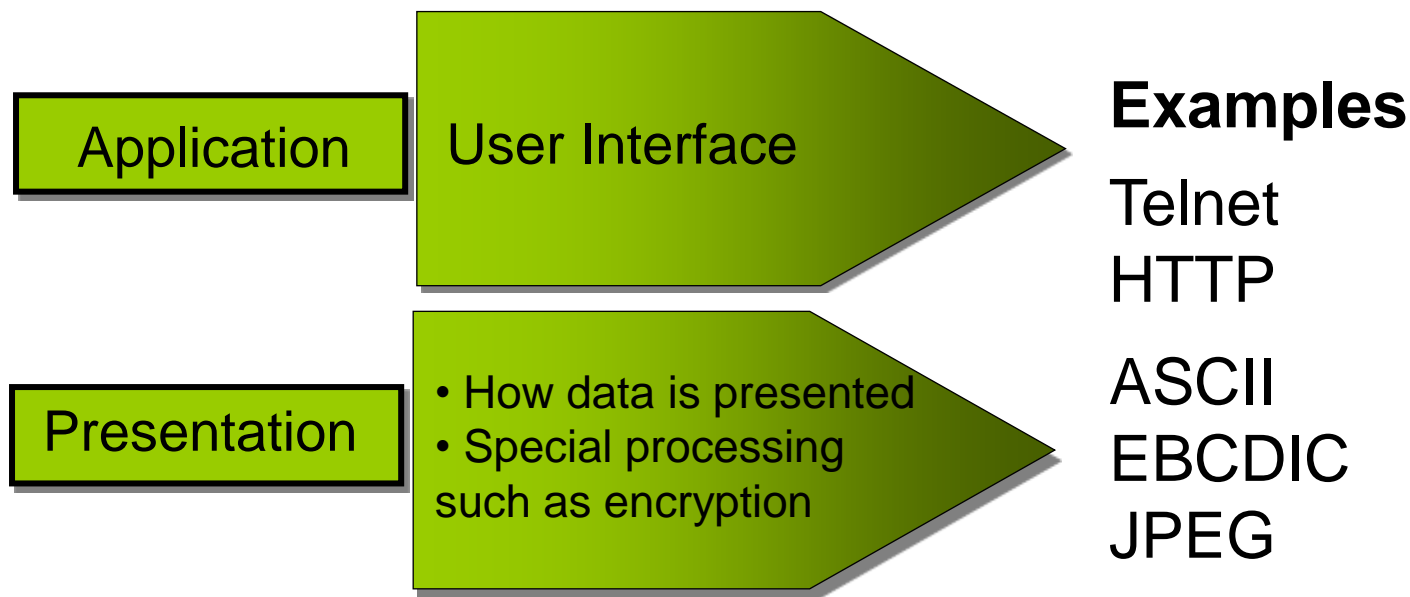 Application
User Interface
Examples
Telnet
HTTP
Presentation
• How data is presented
• Special processing
such as encryption
ASCII
EBCDIC
JPEG